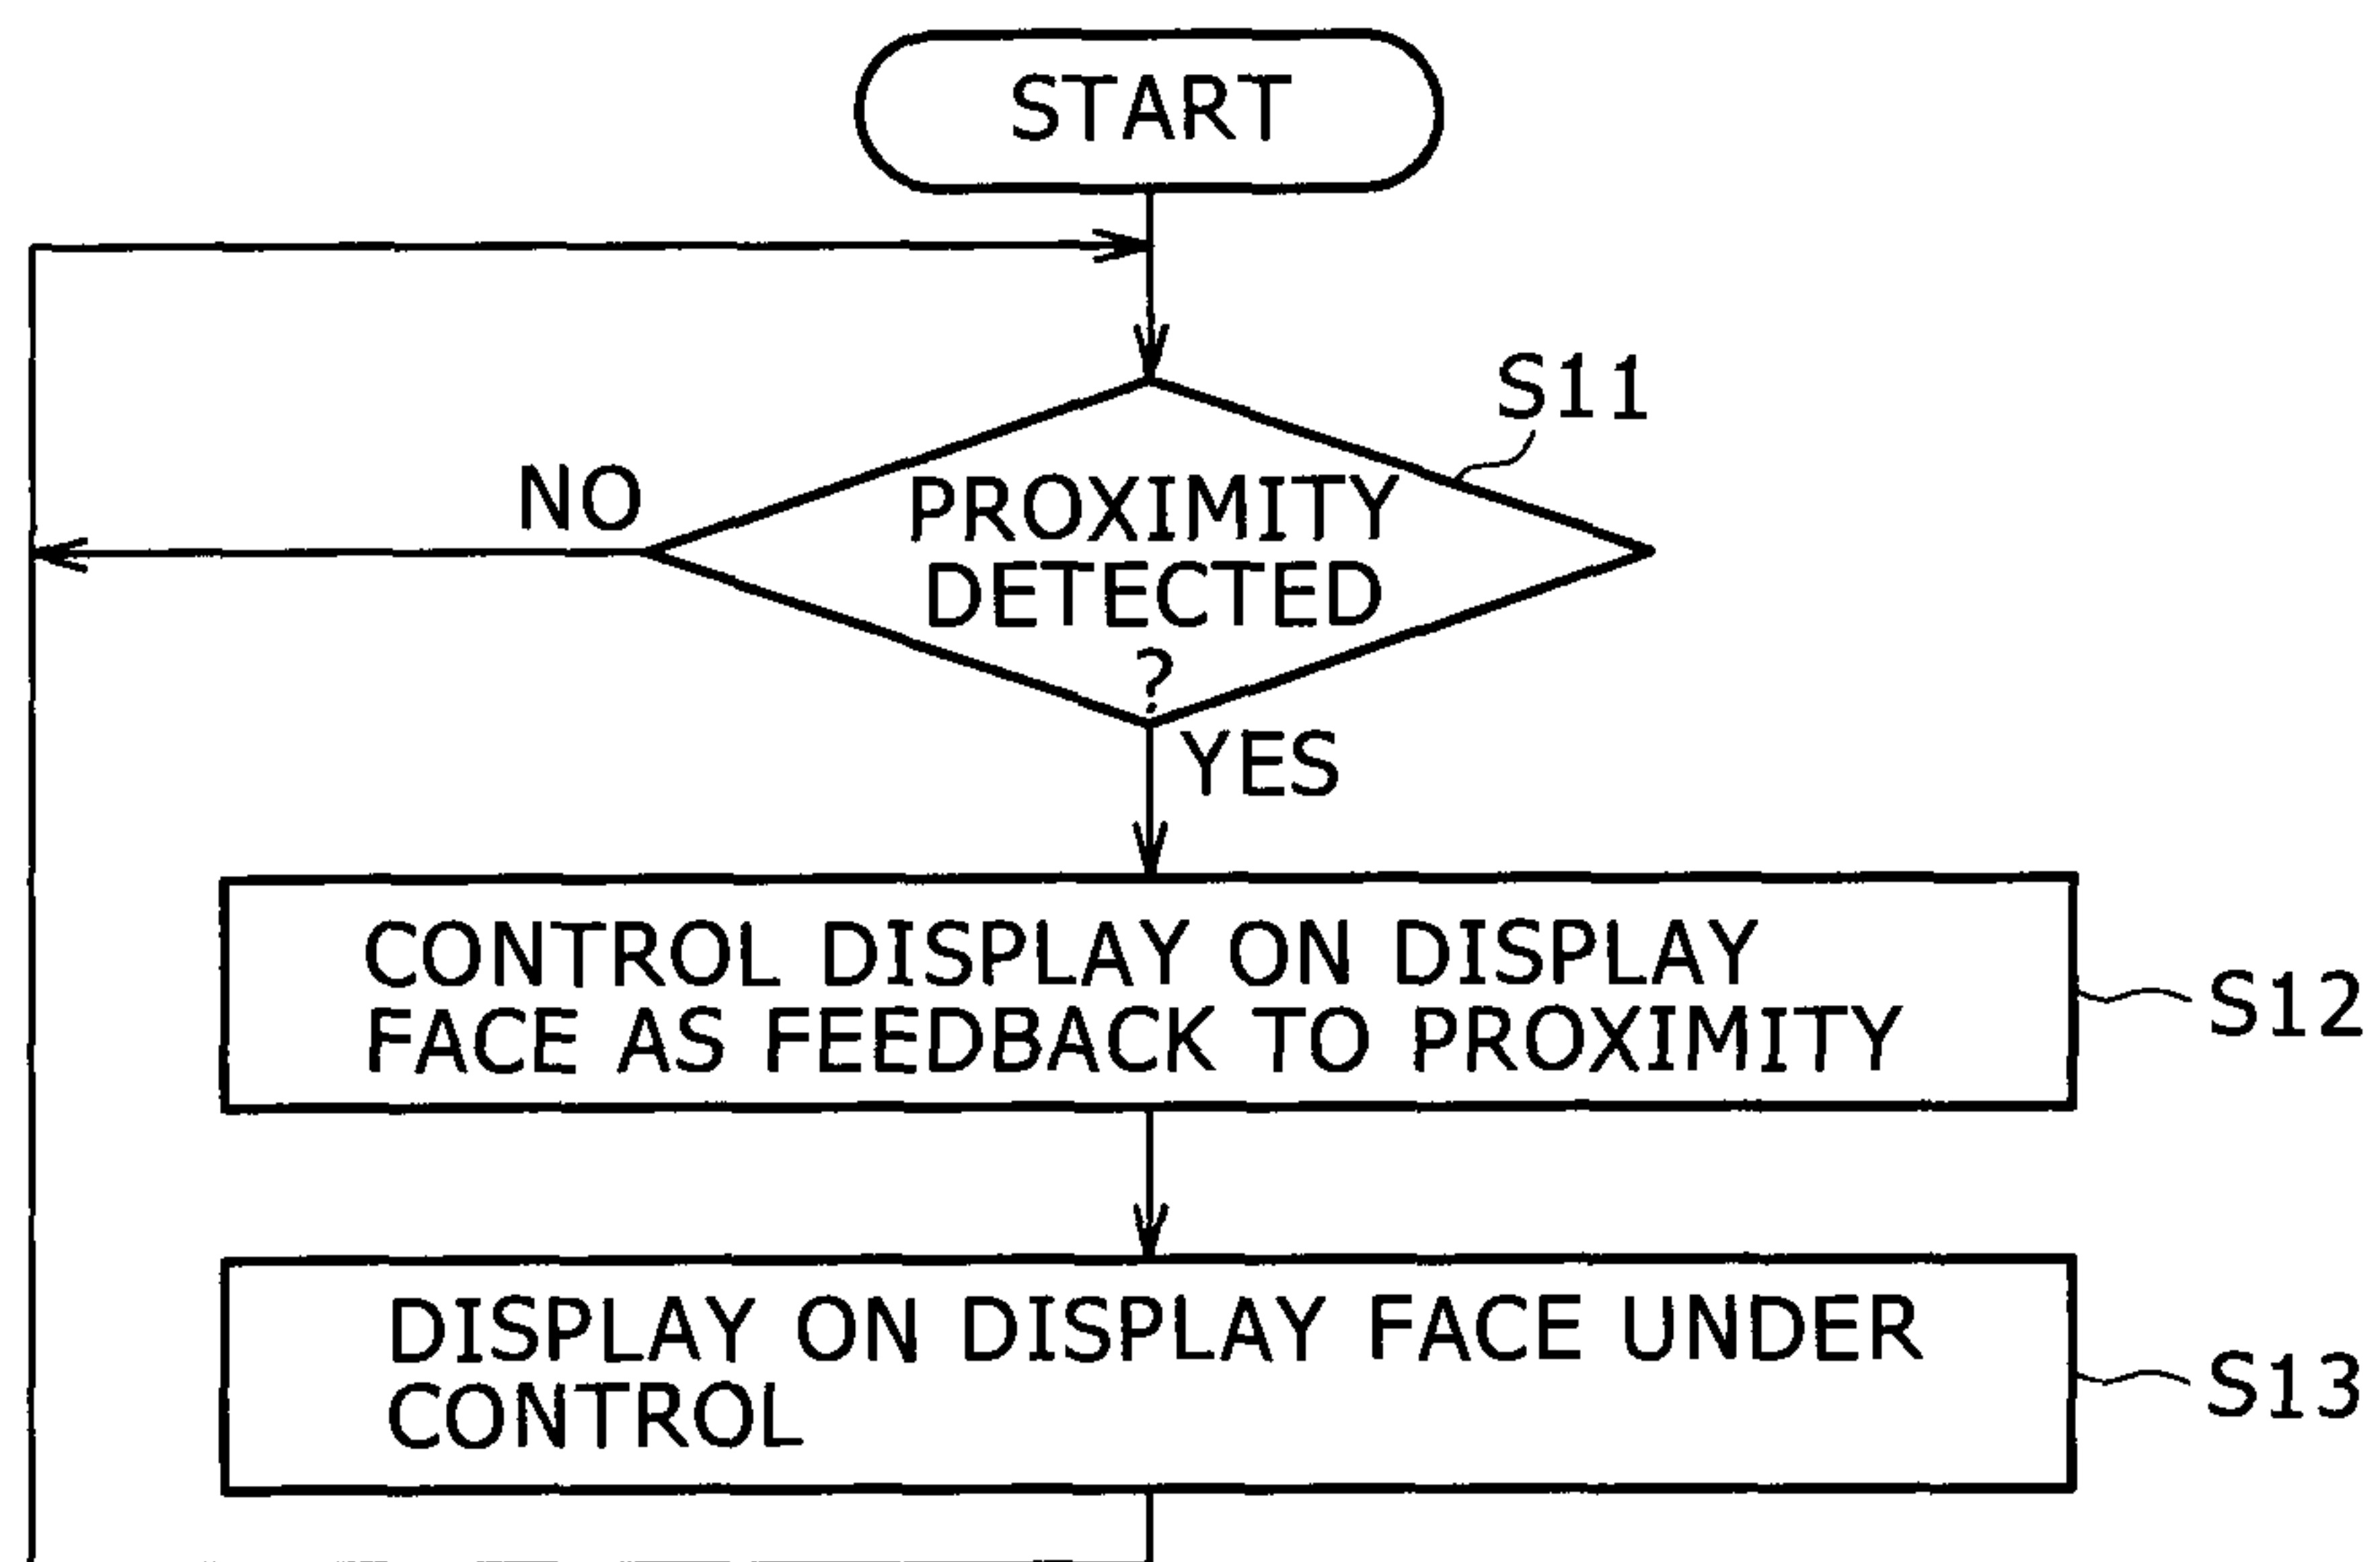 START
S11
NO
PROXIMITY
DETECTED
?
YES
CONTROL DISPLAY ON DISPLAY
FACE AS FEEDBACK TO PROXIMITY
S12
DISPLAY ON DISPLAY FACE UNDER
CONTROL
S13